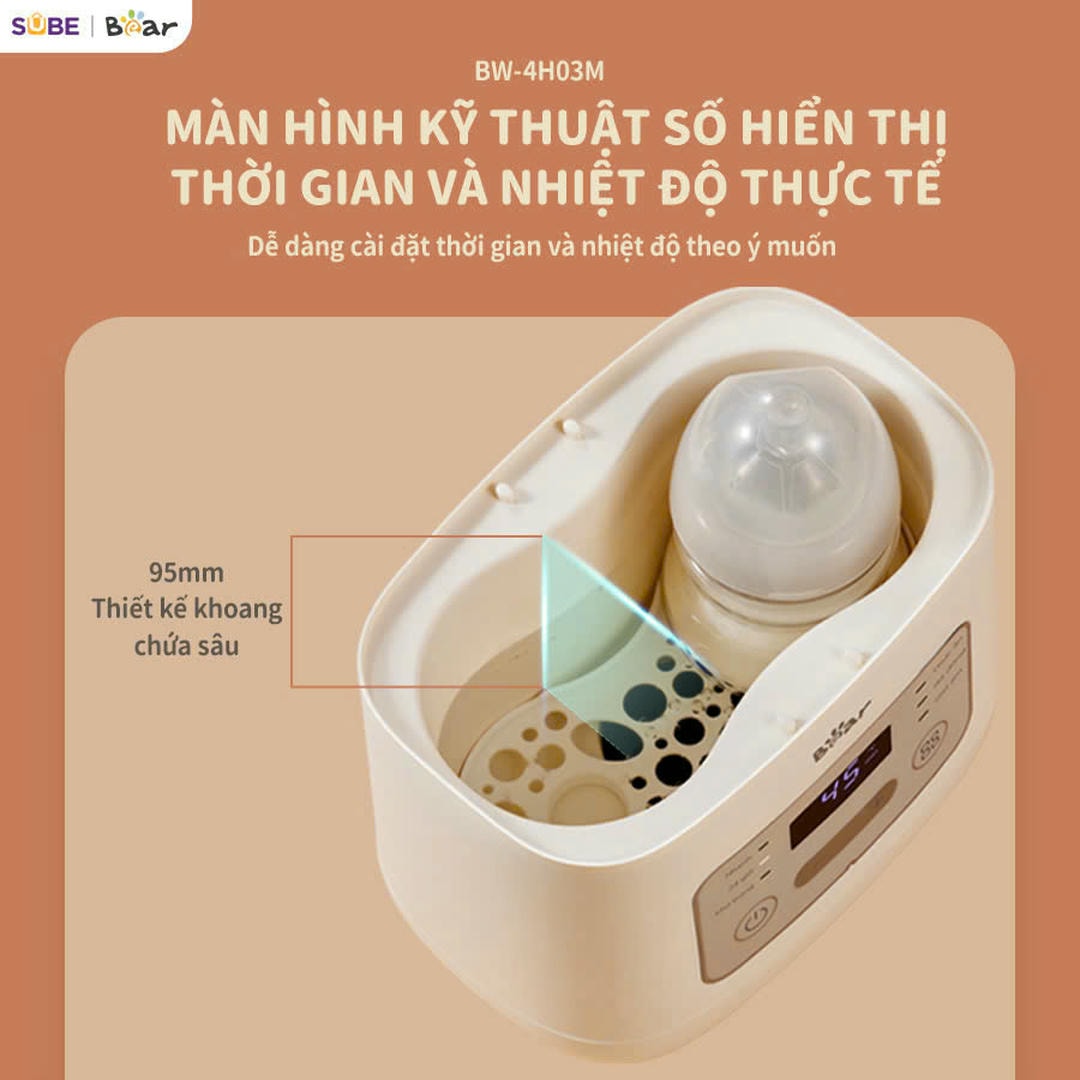 SUBE | Bear
BW-4H03M
MÀN HÌNH KỸ THUẬT SỐ HIỂN THỊ
THỜI GIAN VÀ NHIỆT ĐỘ THỰC TẾ
Dễ dàng cài đặt thời gian và nhiệt độ theo ý muốn
95mm
Thiết kế khoang
chứa sâu
Bear
45